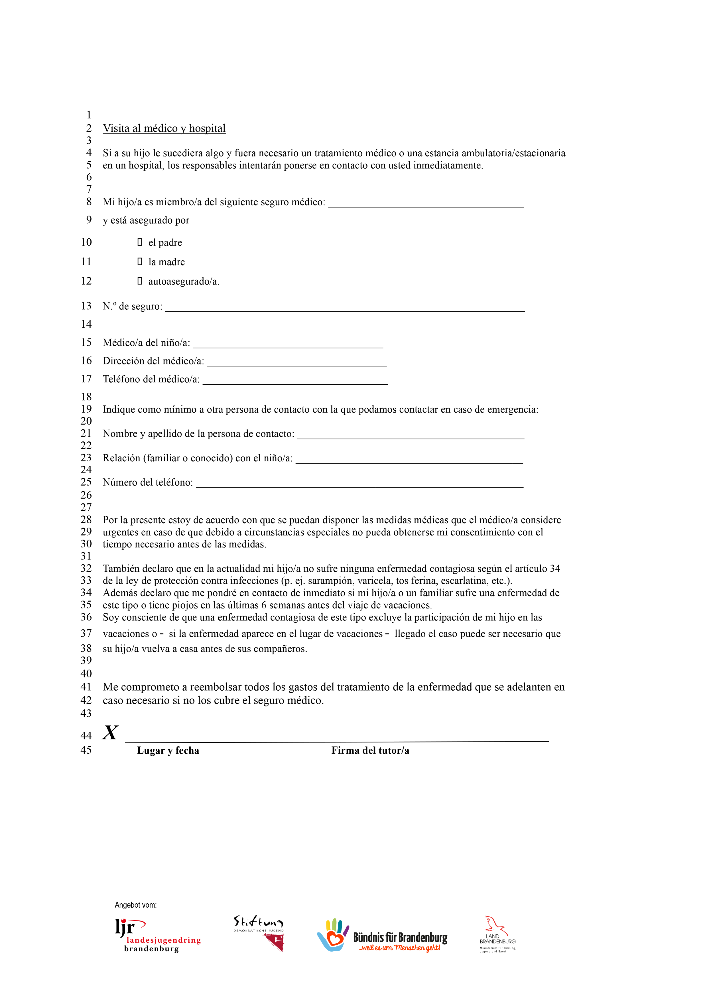 1
2 Visita al médico y hospital
3
4 Si a su hijo le sucediera algo y fuera necesario un tratamiento médico o una estancia ambulatoria/estacionaria
5 en un hospital, los responsables intentarán ponerse en contacto con usted inmediatamente.
6
7
8 Mi hijo/a es miembro/a del siguiente seguro médico: ____________________
9 y está asegurado por
10 ▯ el padre
11 ▯ la madre
12 ▯ autoasegurado/a.
13 N.º de seguro: ____________________
14
15 Médico/a del niño/a: ____________________
16 Dirección del médico/a: ____________________
17 Teléfono del médico/a: ____________________
18
19 Indique como mínimo a otra persona de contacto con la que podamos contactar en caso de emergencia:
20
21 Nombre y apellido de la persona de contacto: ____________________
22
23 Relación (familiar o conocido) con el niño/a: ____________________
24
25 Número del teléfono: ____________________
26
27
28 Por la presente estoy de acuerdo con que se puedan disponer las medidas médicas que el médico/a considere
29 urgentes en caso de que debido a circunstancias especiales no pueda obtenerse mi consentimiento con el
30 tiempo necesario antes de las medidas.
31
32 También declaro que en la actualidad mi hijo/a no sufre ninguna enfermedad contagiosa según el artículo 34
33 de la ley de protección contra infecciones (p. ej. sarampión, varicela, tos ferina, escarlatina, etc.).
34 Además declaro que me pondré en contacto de inmediato si mi hijo/a o un familiar sufre una enfermedad de
35 este tipo o tiene piojos en las últimas 6 semanas antes del viaje de vacaciones.
36 Soy consciente de que una enfermedad contagiosa de este tipo excluye la participación de mi hijo en las
37 vacaciones o – si la enfermedad aparece en el lugar de vacaciones – llegado el caso puede ser necesario que
38 su hijo/a vuelva a casa antes de sus compañeros.
39
40
41 Me comprometo a reembolsar todos los gastos del tratamiento de la enfermedad que se adelanten en
42 caso necesario si no los cubre el seguro médico.
43
44 X ____________________
45 Lugar y fecha Firma del tutor/a
Angebot vom:
ljr
landesjugendring
brandenburg
Stiftung
DEMOKRATISCHE JUGEND
Bündnis für Brandenburg
...weil es um Menschen geht!
LAND
BRANDENBURG
Ministerium für Bildung,
Jugend und Sport